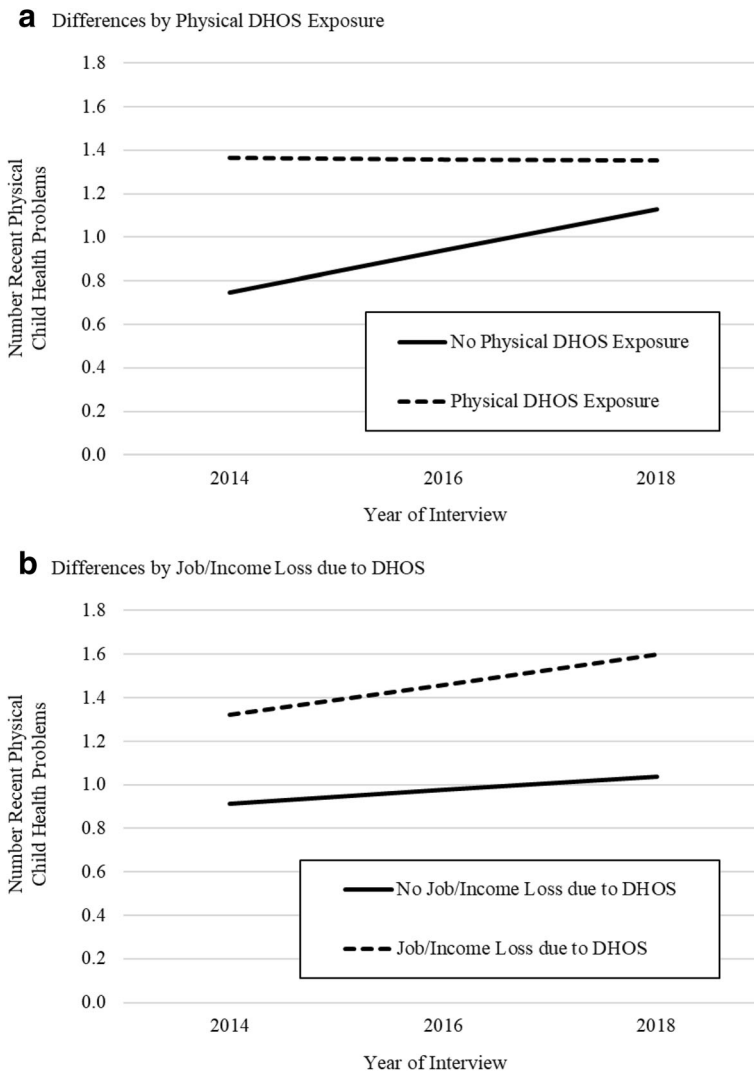 a Differences by Physical DHOS Exposure
1.8
1.6
1.4
1.2
1.0
0.8
0.6
0.4
0.2
0.0
Number Recent Physical
Child Health Problems
No Physical DHOS Exposure
Physical DHOS Exposure
2014 2016 2018
Year of Interview
b Differences by Job/Income Loss due to DHOS
1.8
1.6
1.4
1.2
1.0
0.8
0.6
0.4
0.2
0.0
Number Recent Physical
Child Health Problems
No Job/Income Loss due to DHOS
Job/Income Loss due to DHOS
2014 2016 2018
Year of Interview